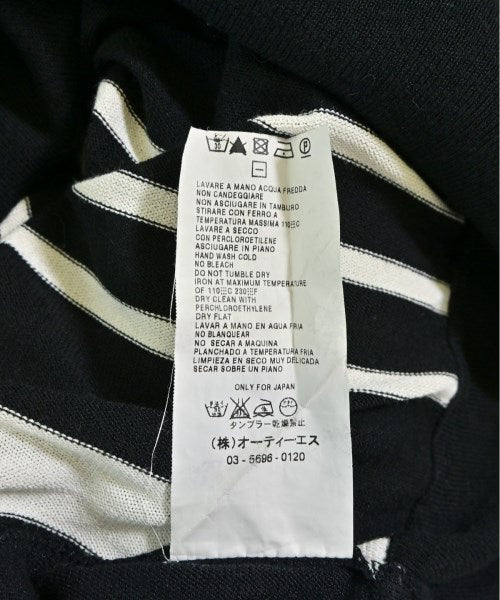 30 P
LAVARE A MANO ACQUA FREDDA
NON CANDEGGIARE
NON ASCIUGARE IN TAMBURO
STIRARE CON FERRO A
TEMPERATURA MASSIMA 110 C
LAVARE A SECCO
CON PERCLOROETILENE
ASCIUGARE IN PIANO
HAND WASH COLD
NO BLEACH
DO NOT TUMBLE DRY
IRON AT MAXIMUM TEMPERATURE
OF 110 C 230 F
DRY CLEAN WITH
PERCHLOROETHYLENE
DRY FLAT
LAVAR A MANO EN AGUA FRIA
NO BLANQUEAR
NO SECAR A MAQUINA
PLANCHADO A TEMPERATURA FRIA
LIMPIEZA EN SECO MUY DELICADA
SECAR SOBRE UN PIANO
ONLY FOR JAPAN
タンブラー乾燥禁止
(株)オーティーエス
03-5696-0120